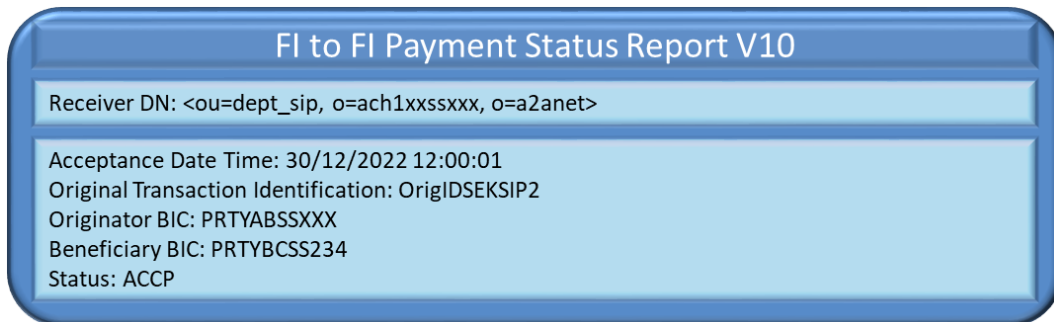 FI to FI Payment Status Report V10
Receiver DN: <ou=dept_sip, o=ach1xxssxxx, o=a2anet>
Acceptance Date Time: 30/12/2022 12:00:01
Original Transaction Identification: OrigIDSEKSIP2
Originator BIC: PRTYABSSXXX
Beneficiary BIC: PRTYBCSS234
Status: ACCP